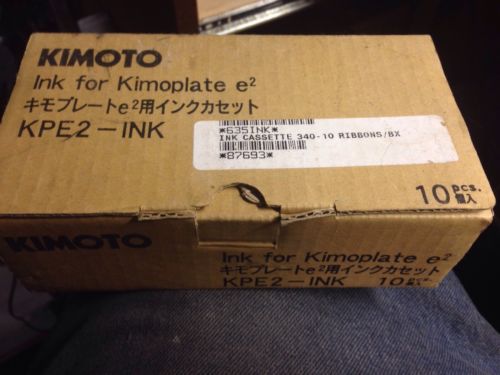 KIMOTO
Ink for Kimoplate e²
キモプレートe²用インクカセット
KPE2-INK
*635INK*
INK CASSETTE 340-10 RIBBONS/BX
*87693*
10 pcs.
個入
KIMOTO
Ink for Kimoplate e²
キモプレートe²用インクカセット
KPE2-INK 10 pcs.